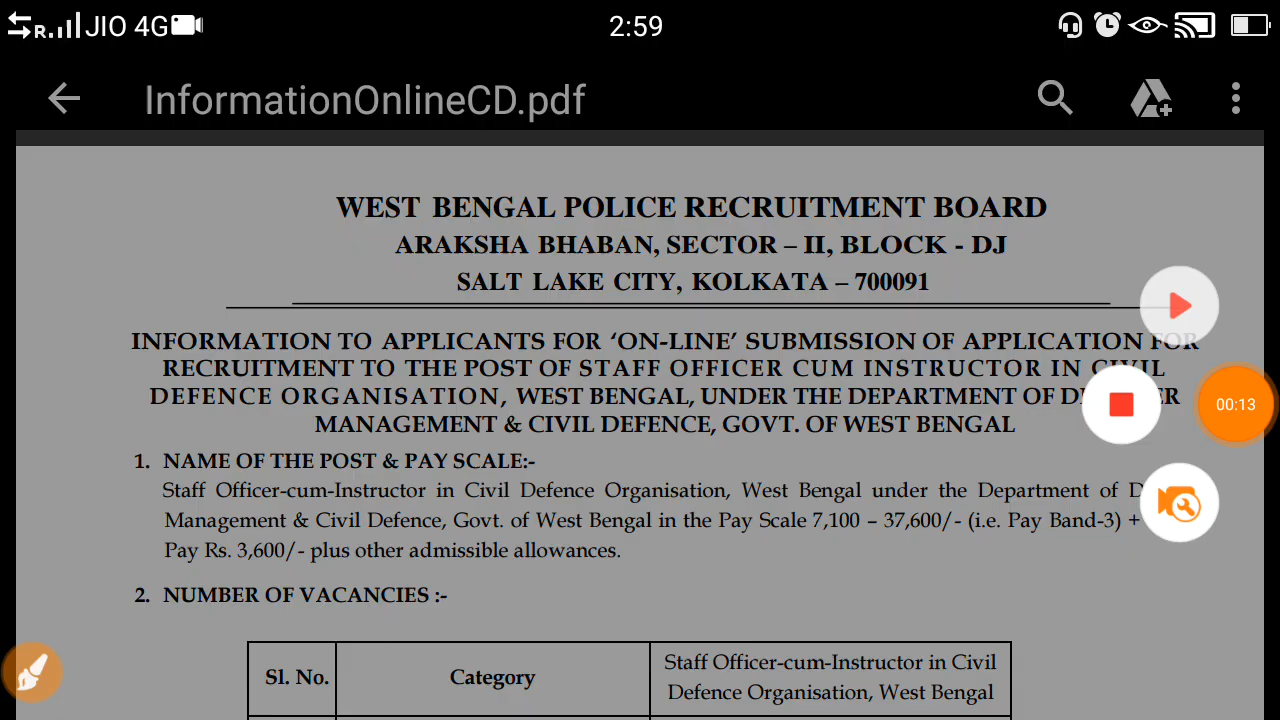 R JIO 4G 2:59
InformationOnlineCD.pdf
WEST BENGAL POLICE RECRUITMENT BOARD
ARAKSHA BHABAN, SECTOR – II, BLOCK - DJ
SALT LAKE CITY, KOLKATA – 700091
INFORMATION TO APPLICANTS FOR ‘ON-LINE’ SUBMISSION OF APPLICATION FOR
RECRUITMENT TO THE POST OF STAFF OFFICER CUM INSTRUCTOR IN CIVIL
DEFENCE ORGANISATION, WEST BENGAL, UNDER THE DEPARTMENT OF
MANAGEMENT & CIVIL DEFENCE, GOVT. OF WEST BENGAL
00:13
1. NAME OF THE POST & PAY SCALE:-
Staff Officer-cum-Instructor in Civil Defence Organisation, West Bengal under the Department of
Management & Civil Defence, Govt. of West Bengal in the Pay Scale 7,100 – 37,600/- (i.e. Pay Band-3) +
Pay Rs. 3,600/- plus other admissible allowances.
2. NUMBER OF VACANCIES :-
Sl. No. Category Staff Officer-cum-Instructor in Civil
Defence Organisation, West Bengal